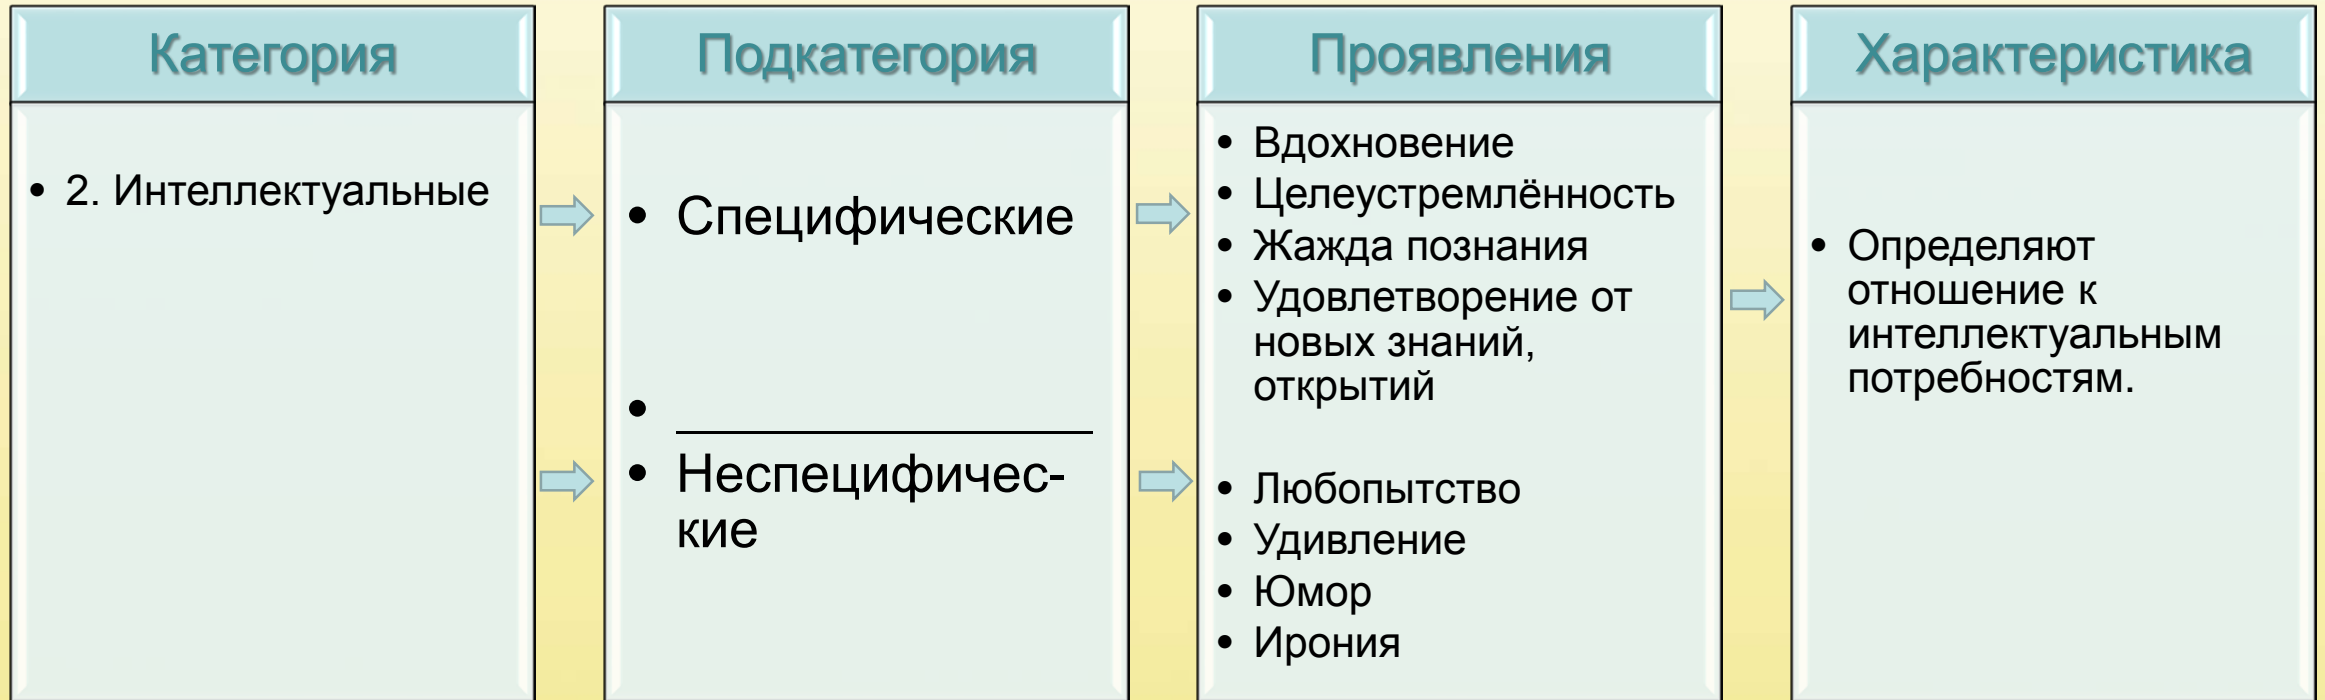 Категория
• 2. Интеллектуальные
Подкатегория
• Специфические
• ________________
• Неспецифичес-
кие
Проявления
• Вдохновение
• Целеустремлённость
• Жажда познания
• Удовлетворение от
новых знаний,
открытий
• Любопытство
• Удивление
• Юмор
• Ирония
Характеристика
• Определяют
отношение к
интеллектуальным
потребностям.